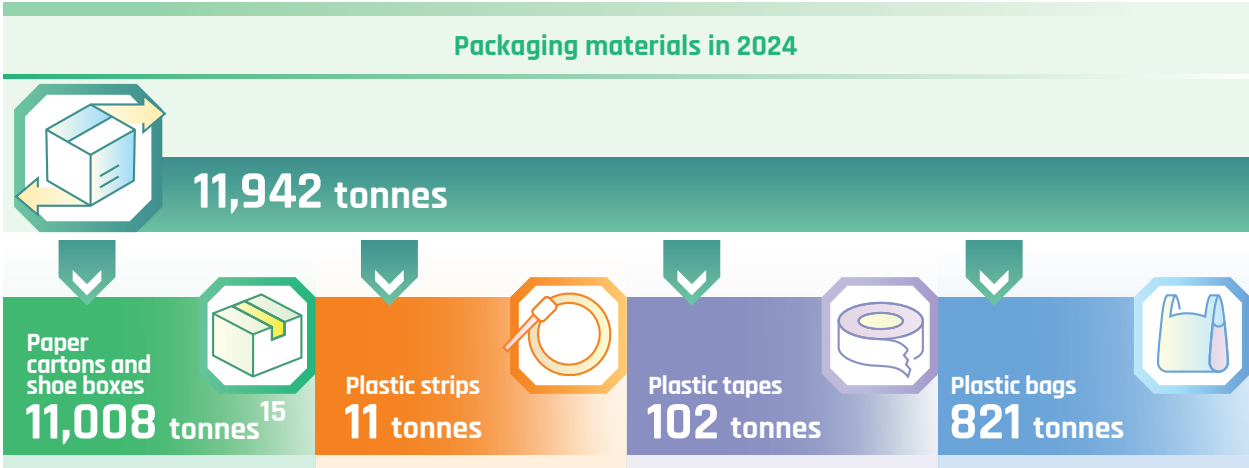 Packaging materials in 2024
11,942 tonnes
Paper
cartons and
shoe boxes
11,008 tonnes15
Plastic strips
11 tonnes
Plastic tapes
102 tonnes
Plastic bags
821 tonnes